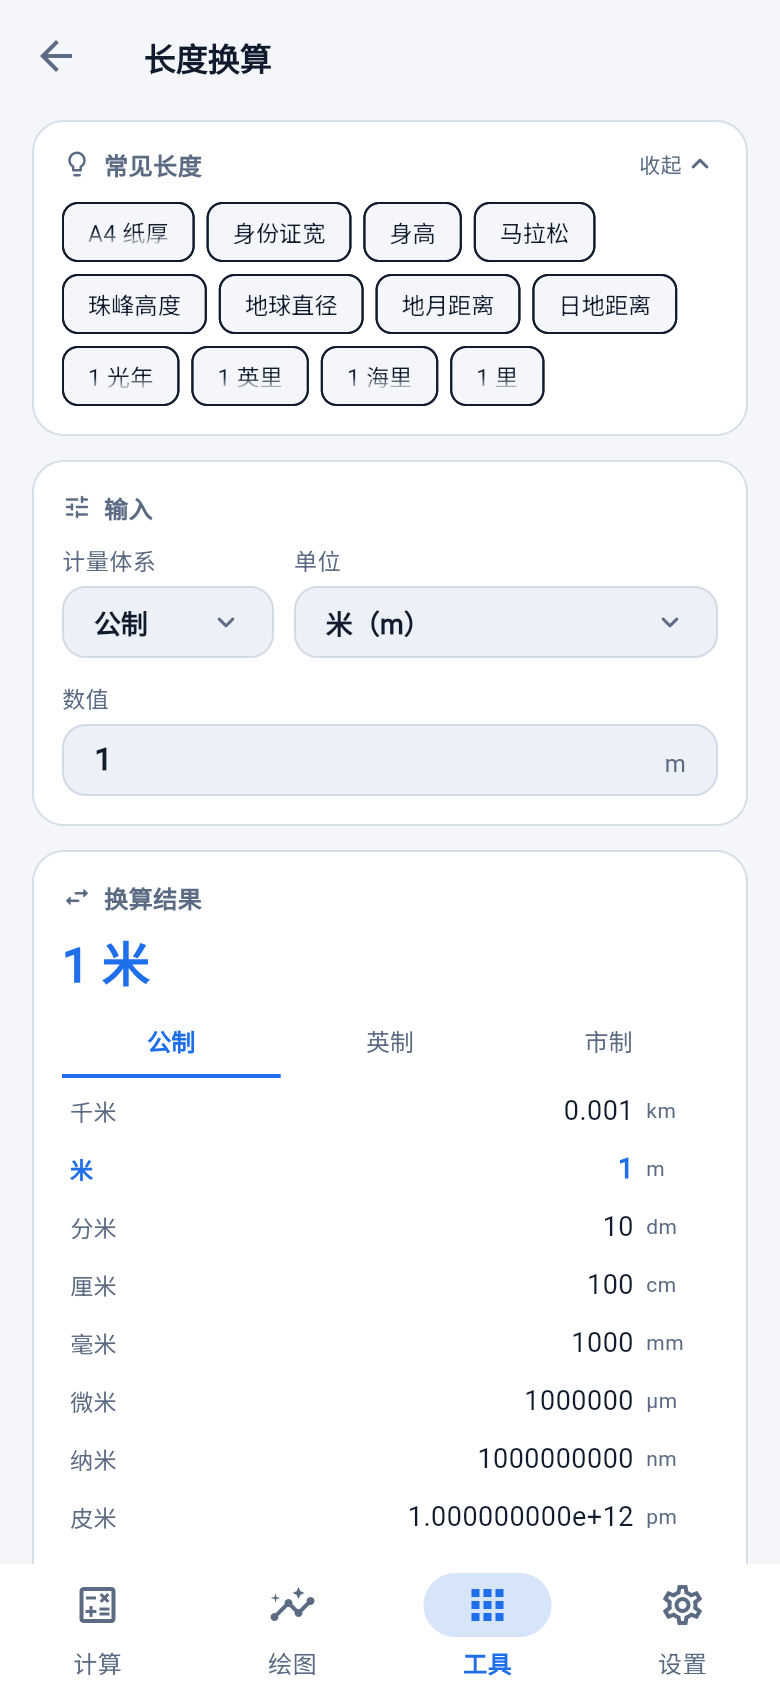 长度换算
常见长度 收起
A4 纸厚 身份证宽 身高 马拉松
珠峰高度 地球直径 地月距离 日地距离
1 光年 1 英里 1 海里 1 里
输入
计量体系 单位
公制 米（m）
数值
1 m
换算结果
1 米
公制 英制 市制
千米 0.001 km
米 1 m
分米 10 dm
厘米 100 cm
毫米 1000 mm
微米 1000000 μm
纳米 1000000000 nm
皮米 1.000000000e+12 pm
计算 绘图 工具 设置